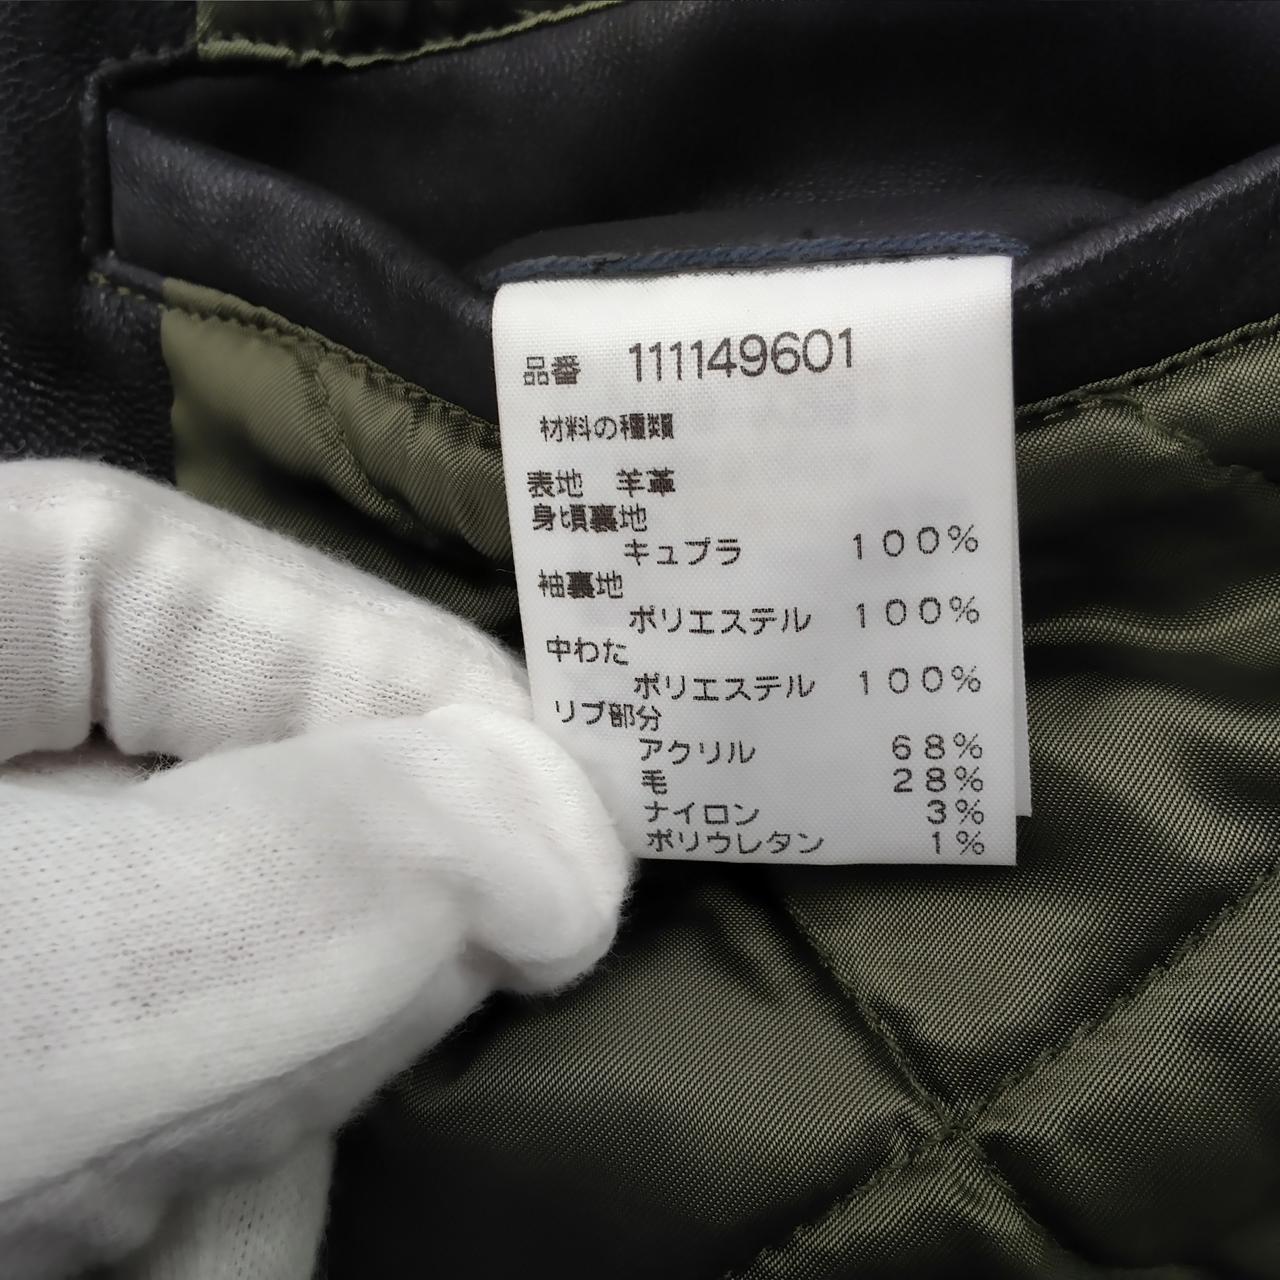 品番 111149601
材料の種類
表地 羊革
身頃裏地
キュプラ 100%
袖裏地
ポリエステル 100%
中わた
ポリエステル 100%
リブ部分
アクリル 68%
毛 28%
ナイロン 3%
ポリウレタン 1%